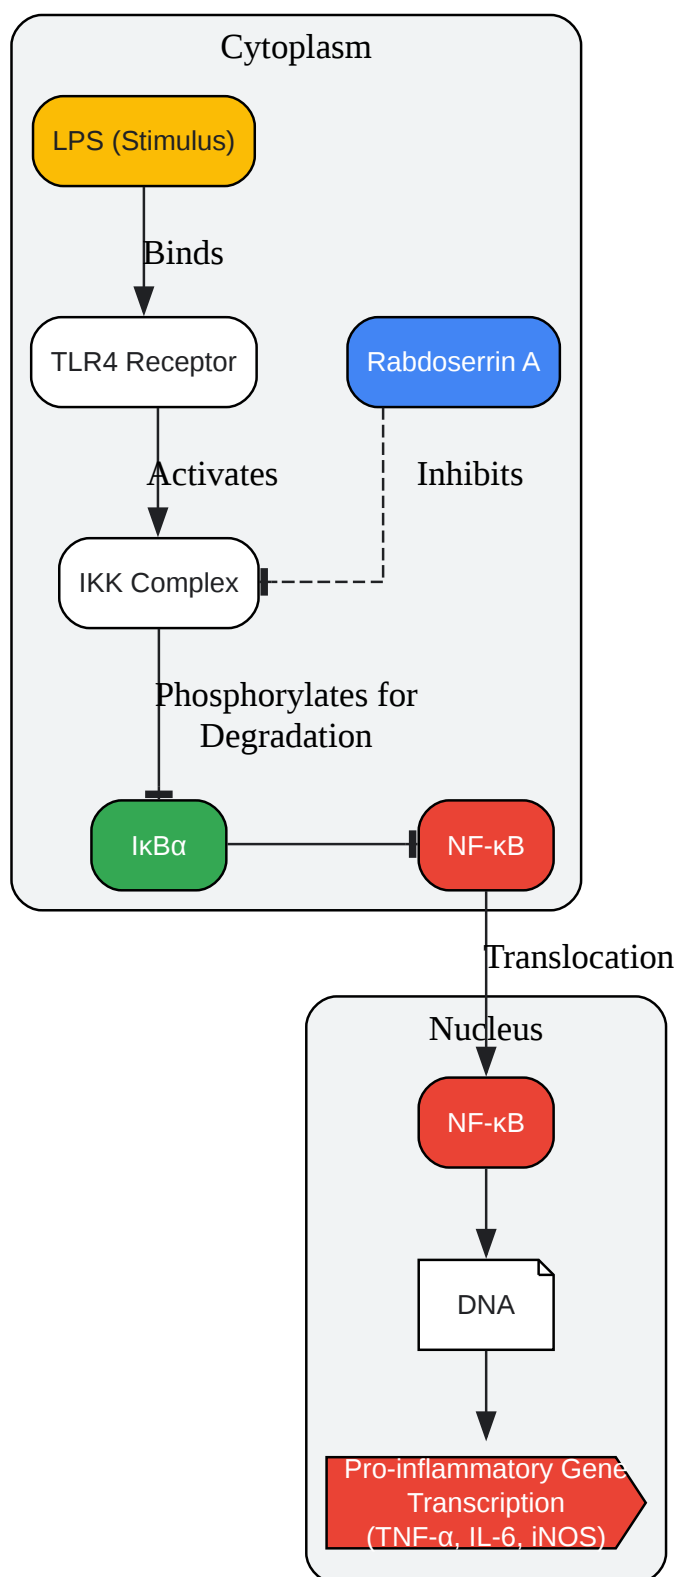 Cytoplasm
LPS (Stimulus)
Binds
TLR4 Receptor
Rabdoserrin A
Activates
Inhibits
IKK Complex
Phosphorylates for
Degradation
IκBα
NF-κB
Translocation
Nucleus
NF-κB
DNA
Pro-inflammatory Gene
Transcription
(TNF-α, IL-6, iNOS)